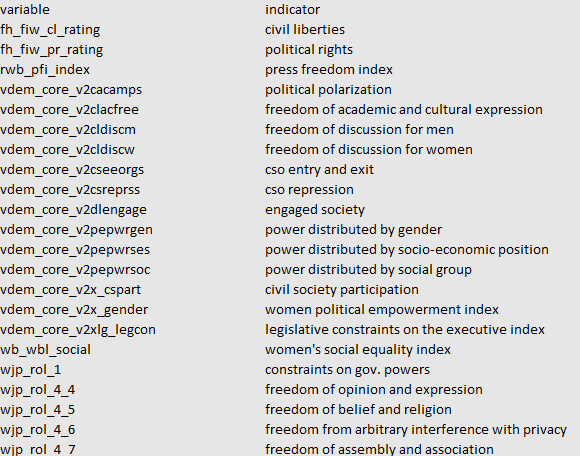 variable indicator
fh_fiw_cl_rating civil liberties
fh_fiw_pr_rating political rights
rwb_pfi_index press freedom index
vdem_core_v2cacamps political polarization
vdem_core_v2clacfree freedom of academic and cultural expression
vdem_core_v2cldiscm freedom of discussion for men
vdem_core_v2cldiscw freedom of discussion for women
vdem_core_v2cseeorgs cso entry and exit
vdem_core_v2csreprss cso repression
vdem_core_v2dlengage engaged society
vdem_core_v2pepwrgen power distributed by gender
vdem_core_v2pepwrses power distributed by socio-economic position
vdem_core_v2pepwrsoc power distributed by social group
vdem_core_v2x_cspart civil society participation
vdem_core_v2x_gender women political empowerment index
vdem_core_v2xlg_legcon legislative constraints on the executive index
wb_wbl_social women's social equality index
wjp_rol_1 constraints on gov. powers
wjp_rol_4_4 freedom of opinion and expression
wjp_rol_4_5 freedom of belief and religion
wjp_rol_4_6 freedom from arbitrary interference with privacy
wjp_rol_4_7 freedom of assembly and association